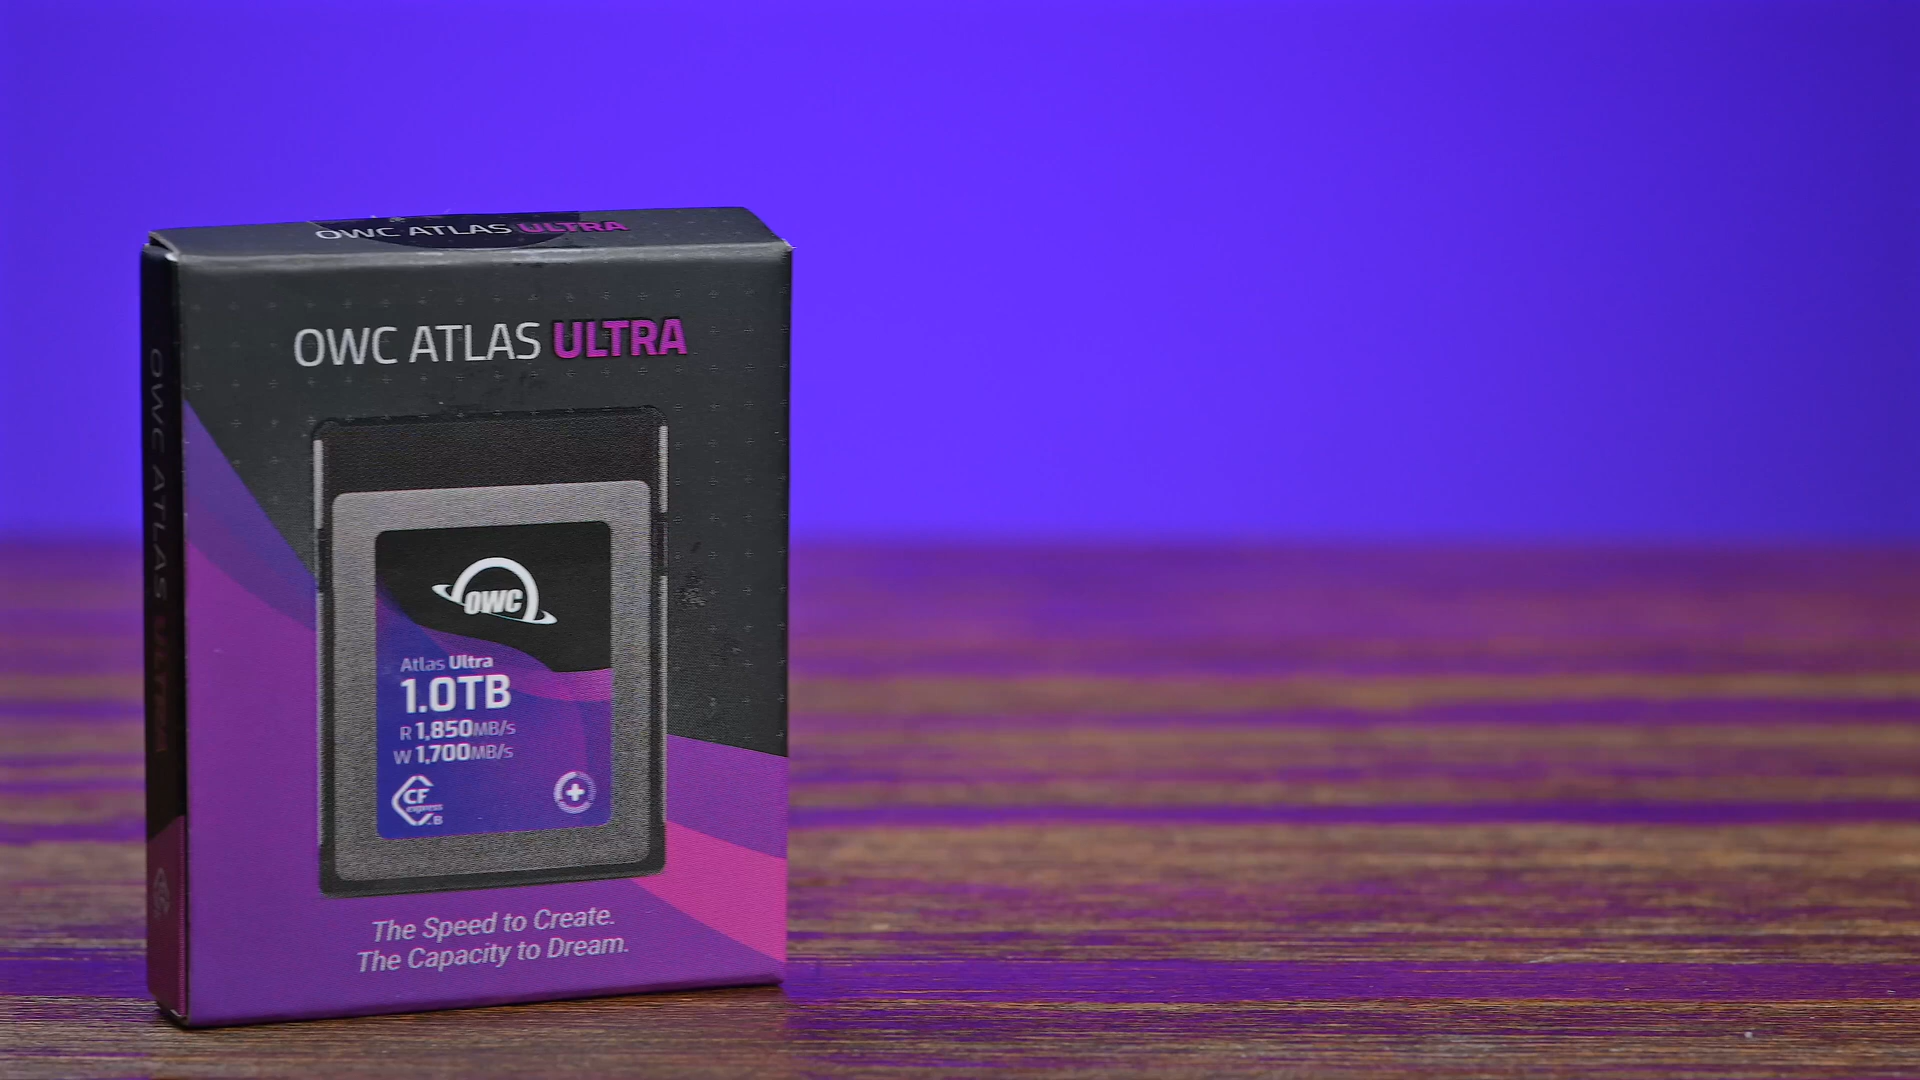 OWC ATLAS ULTRA
OWC ATLAS ULTRA
OWC ATLAS ULTRA
OWC
Atlas Ultra
1.0TB
R 1,850MB/s
W 1,700MB/s
CF
express
B
The Speed to Create.
The Capacity to Dream.